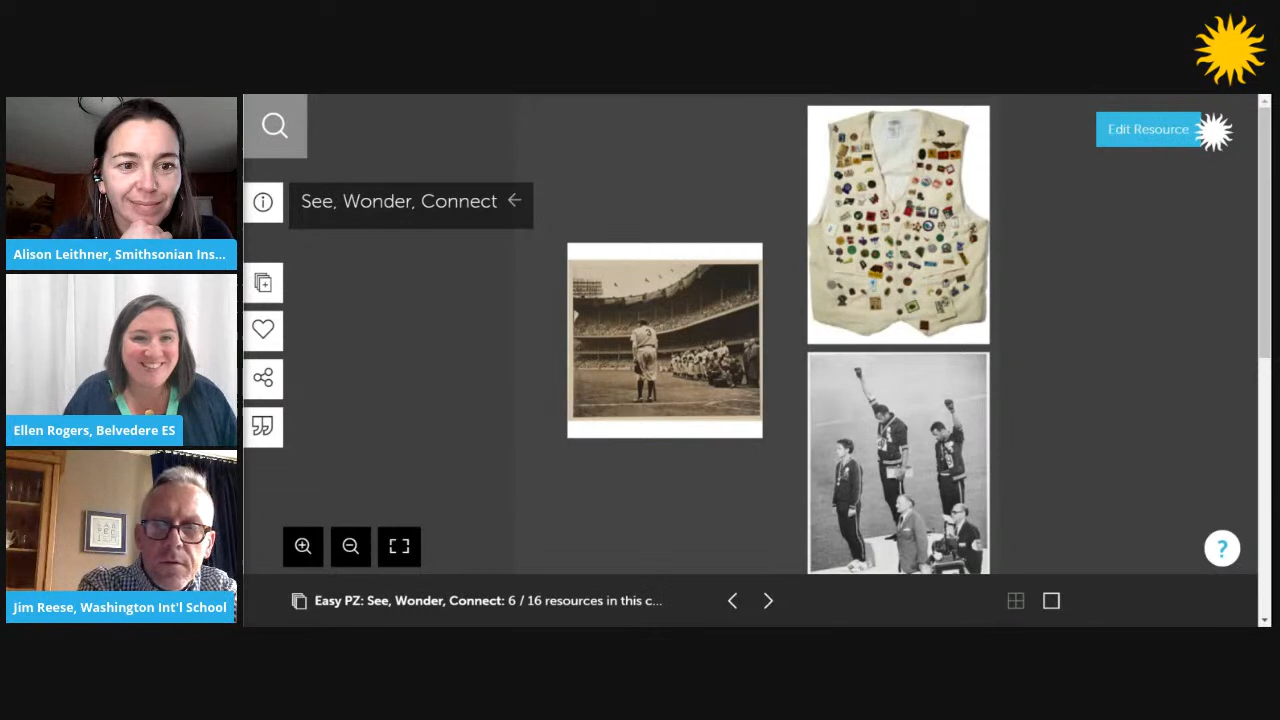 Alison Leithner, Smithsonian Ins...
Ellen Rogers, Belvedere ES
Jim Reese, Washington Int'l School
Edit Resource
See, Wonder, Connect
3
?
Easy PZ: See, Wonder, Connect: 6 / 16 resources in this c...